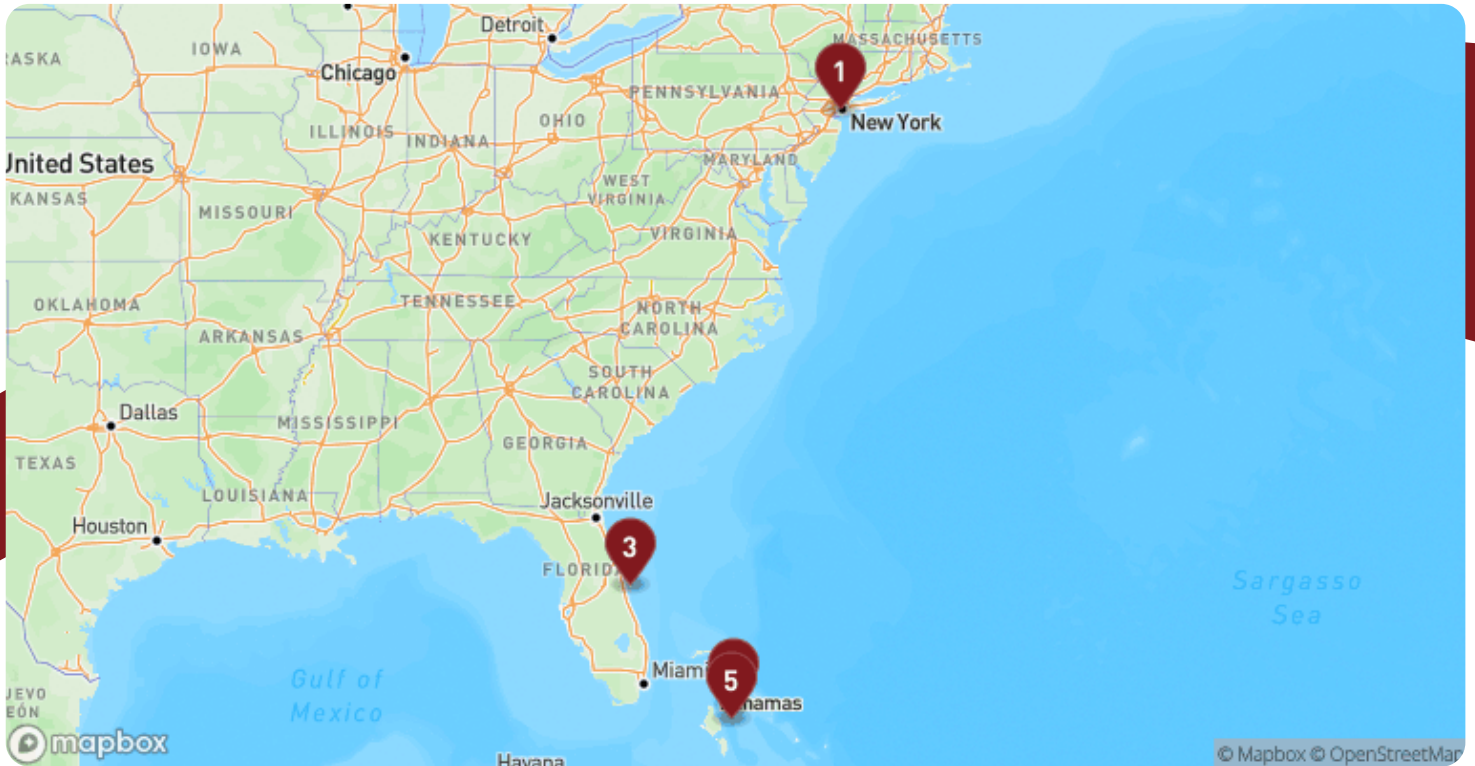 Detroit
MASSACHUSETTS
IOWA
Chicago
1
PENNSYLVANIA
New York
ILLINOIS
OHIO
INDIANA
MARYLAND
United States
WEST
VIRGINIA
KANSAS
MISSOURI
VIRGINIA
KENTUCKY
TENNESSEE
OKLAHOMA
NORTH
CAROLINA
ARKANSAS
SOUTH
CAROLINA
Dallas
MISSISSIPPI
GEORGIA
TEXAS
LOUISIANA
Jacksonville
Houston
3
FLORID
Sargasso
Sea
Miami
5
Gulf of
Mexico
hamas
mapbox
© Mapbox © OpenStreetMap
Havana